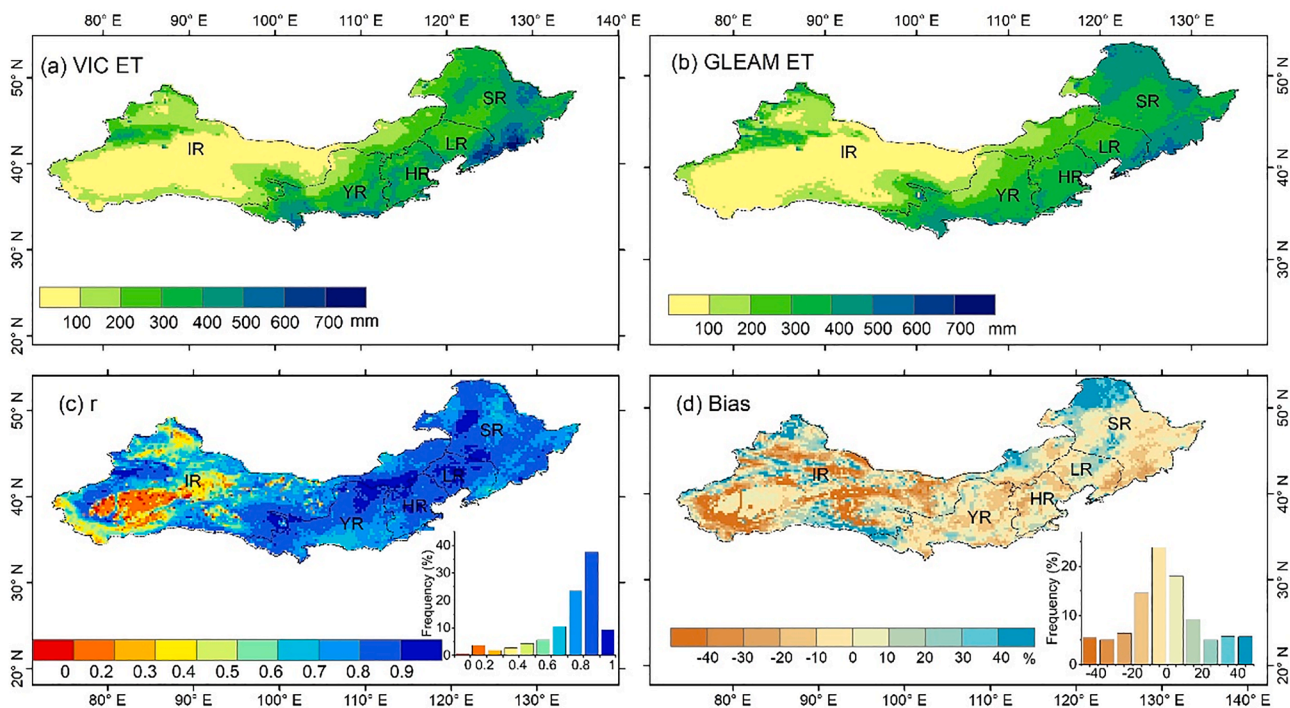 80° E 90° E 100° E 110° E 120° E 130° E 140° E
80° E 90° E 100° E 110° E 120° E 130° E
(a) VIC ET
(b) GLEAM ET
50° N
40° N
30° N
20° N
IR
YR
HR
LR
SR
IR
YR
HR
LR
SR
50° N
40° N
30° N
100 200 300 400 500 600 700 mm
100 200 300 400 500 600 700 mm
(c) r
(d) Bias
50° N
40° N
30° N
20° N
IR
YR
HR
LR
SR
IR
YR
HR
LR
SR
50° N
40° N
30° N
20° N
Frequency (%)
40
30
20
10
0
0.2 0.4 0.6 0.8 1
Frequency (%)
20
10
0
-40 -20 0 20 40
0 0.2 0.3 0.4 0.5 0.6 0.7 0.8 0.9
-40 -30 -20 -10 0 10 20 30 40
%
80° E 90° E 100° E 110° E 120° E 130° E
80° E 90° E 100° E 110° E 120° E 130° E 140° E